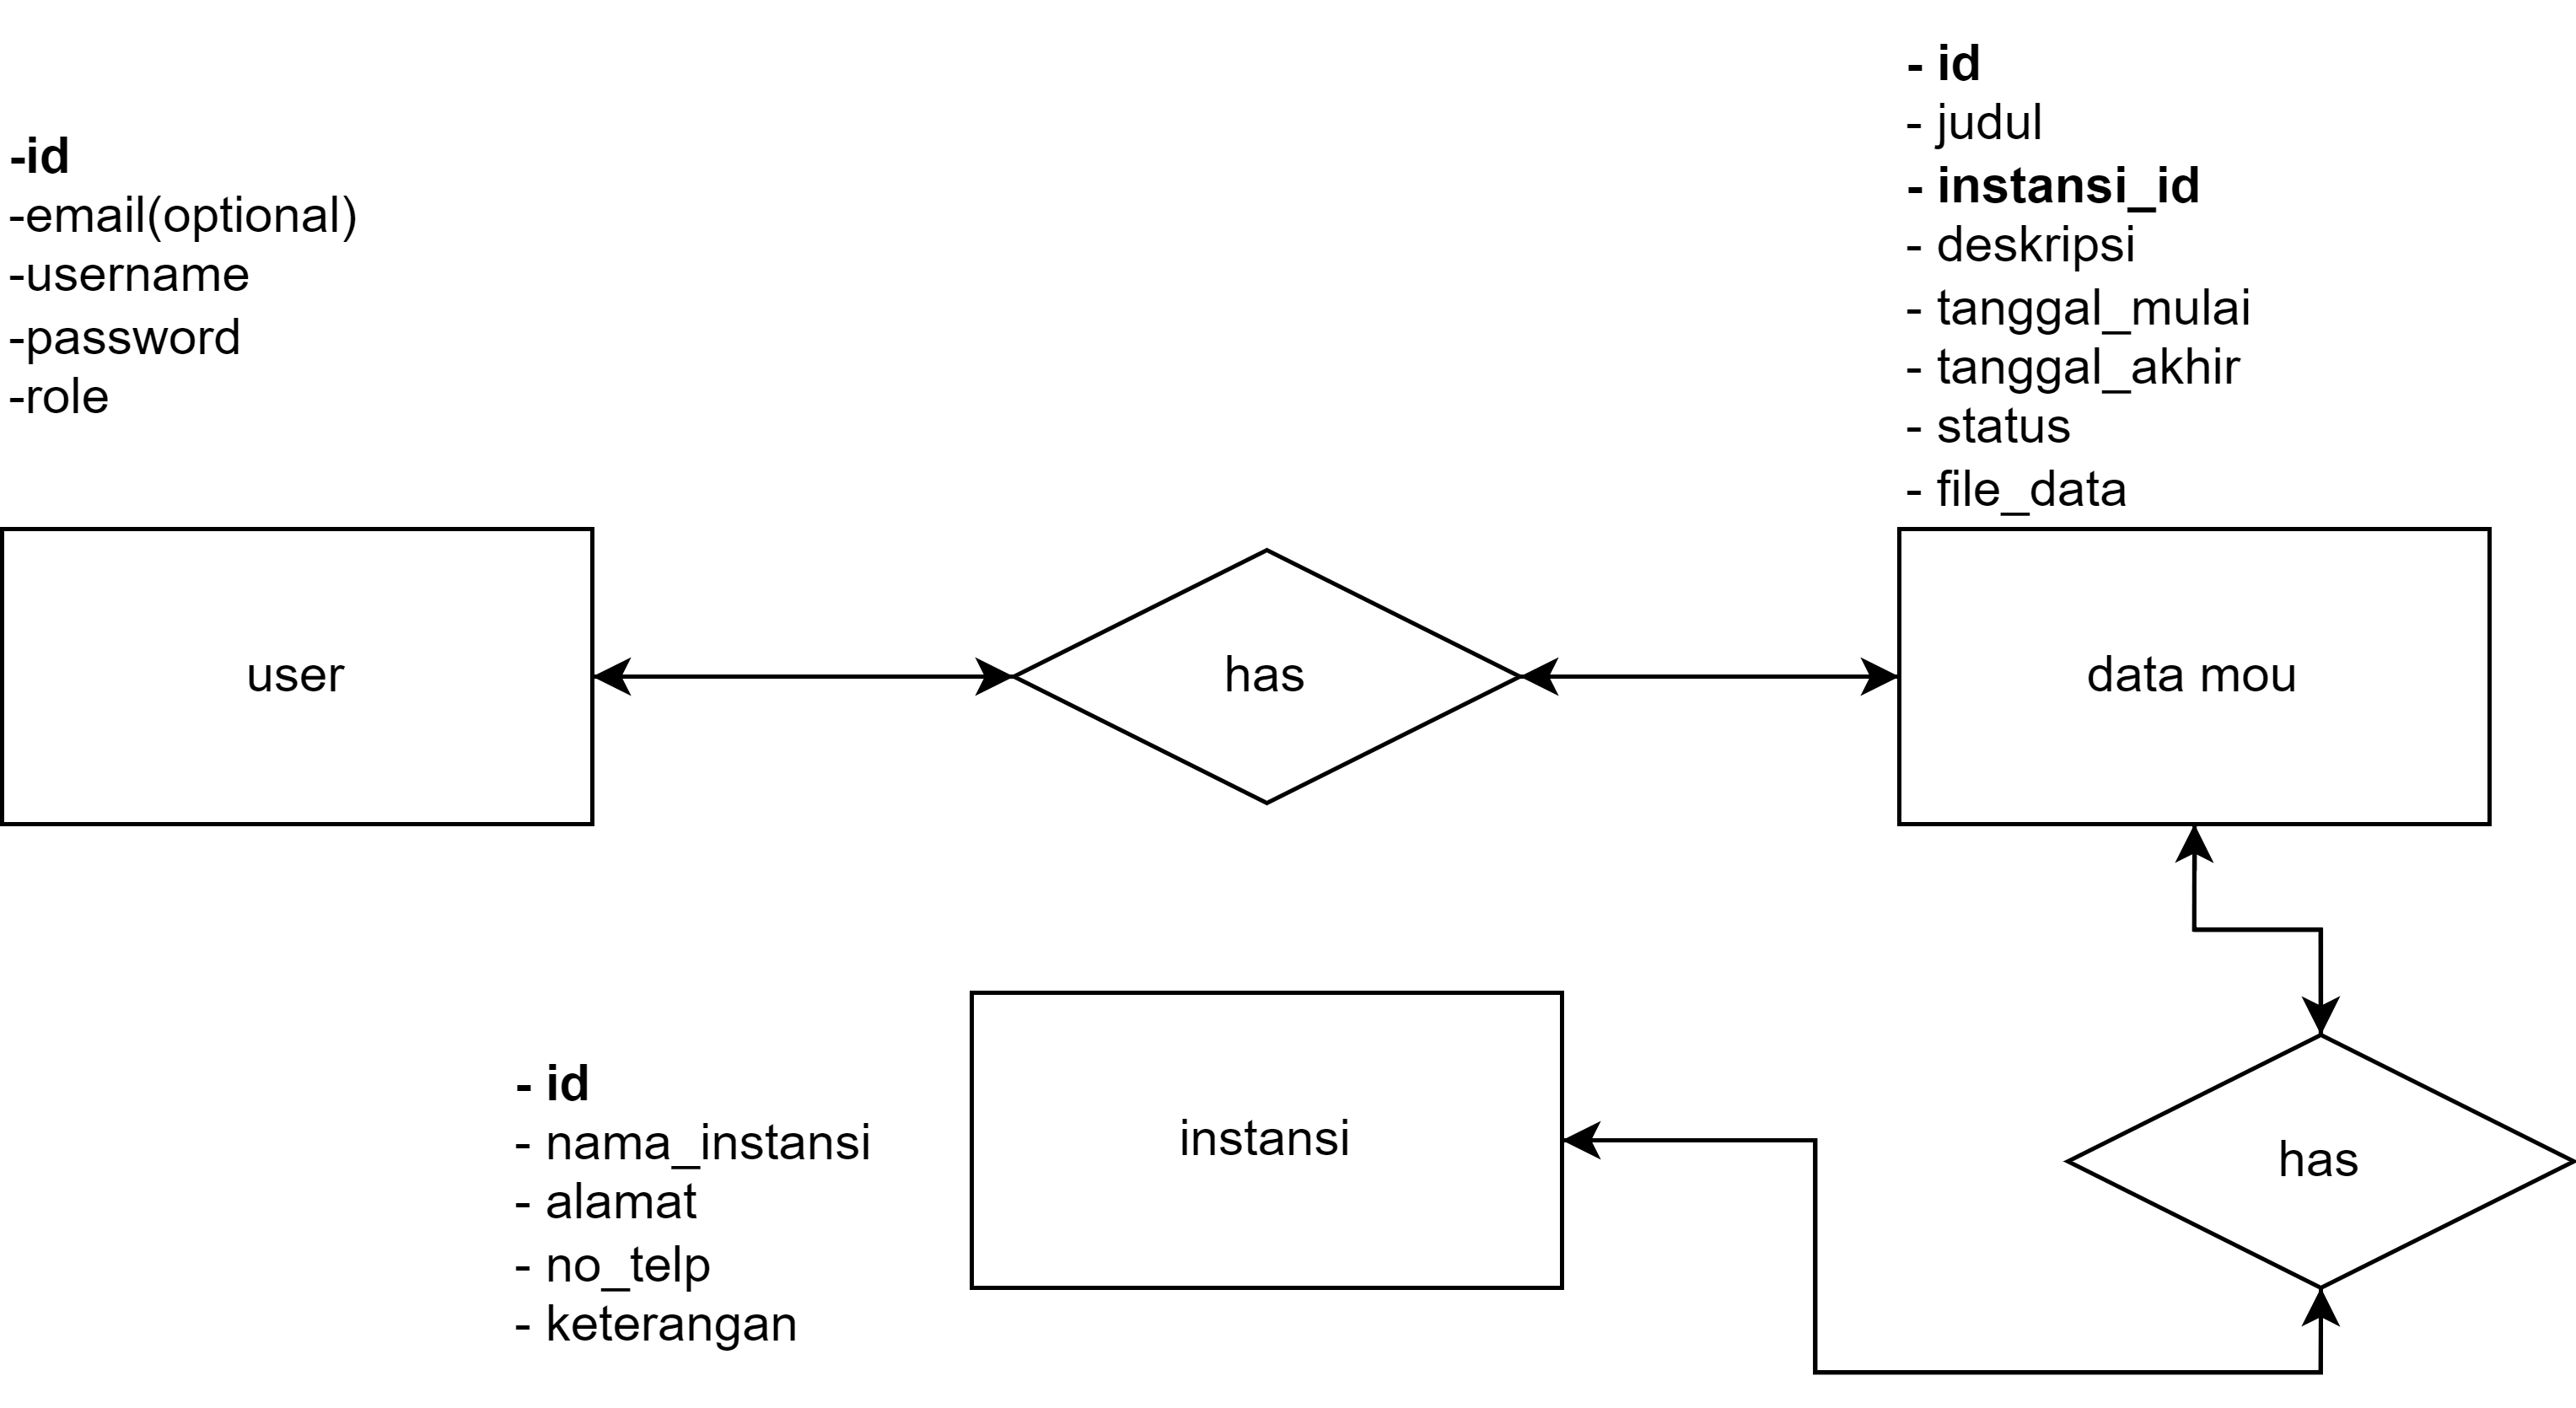 -id
-email(optional)
-username
-password
-role
- id
- judul
- instansi_id
- deskripsi
- tanggal_mulai
- tanggal_akhir
- status
- file_data
user
has
data mou
- id
- nama_instansi
- alamat
- no_telp
- keterangan
instansi
has